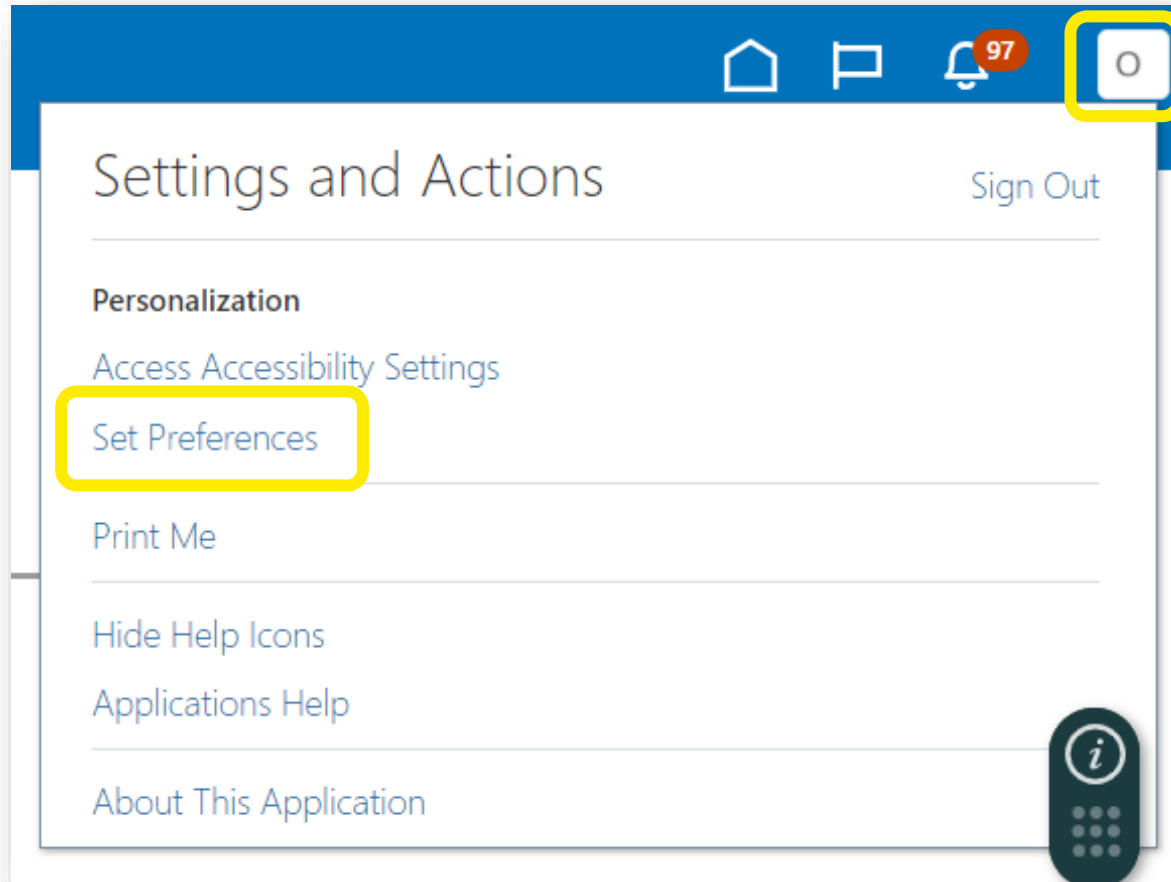 97
O
Settings and Actions
Sign Out
Personalization
Access Accessibility Settings
Set Preferences
Print Me
Hide Help Icons
Applications Help
About This Application
i